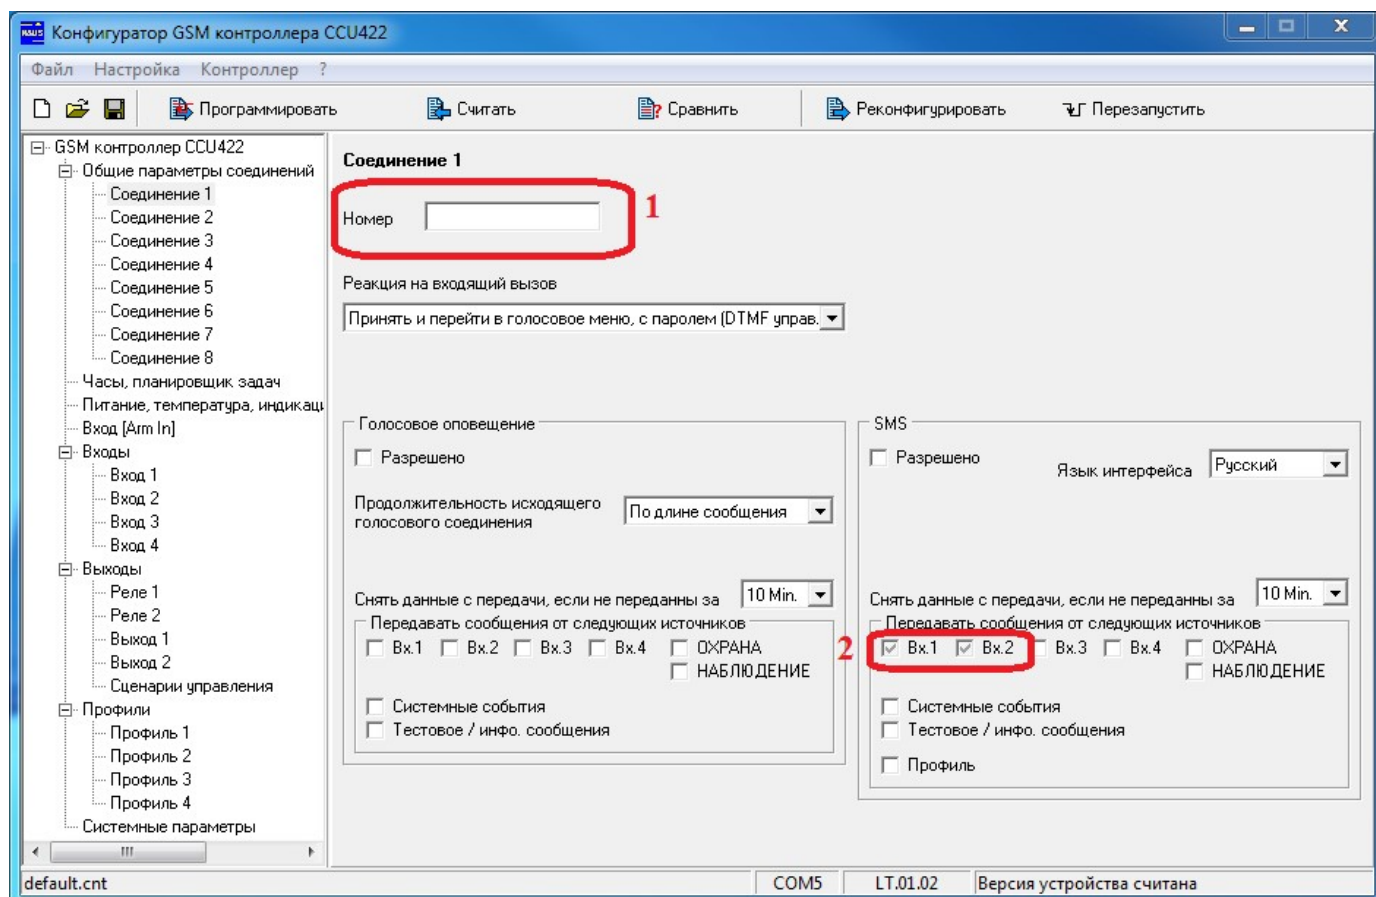 Конфигуратор GSM контроллера CCU422
Файл Настройка Контроллер ?
Программировать Считать Сравнить Реконфигурировать Перезапустить
GSM контроллер CCU422
Общие параметры соединений
Соединение 1
Соединение 2
Соединение 3
Соединение 4
Соединение 5
Соединение 6
Соединение 7
Соединение 8
Часы, планировщик задач
Питание, температура, индикаци
Вход [Arm In]
Входы
Вход 1
Вход 2
Вход 3
Вход 4
Выходы
Реле 1
Реле 2
Выход 1
Выход 2
Сценарии управления
Профили
Профиль 1
Профиль 2
Профиль 3
Профиль 4
Системные параметры
Соединение 1
Номер
1
Реакция на входящий вызов
Принять и перейти в голосовое меню, с паролем (DTMF управ.
Голосовое оповещение
Разрешено
Продолжительность исходящего
голосового соединения
По длине сообщения
Снять данные с передачи, если не переданны за 10 Min.
Передавать сообщения от следующих источников
Вх.1 Вх.2 Вх.3 Вх.4 ОХРАНА
НАБЛЮДЕНИЕ
Системные события
Тестовое / инфо. сообщения
SMS
Разрешено
Язык интерфейса Русский
Снять данные с передачи, если не переданны за 10 Min.
Передавать сообщения от следующих источников
2
Вх.1 Вх.2 Вх.3 Вх.4 ОХРАНА
НАБЛЮДЕНИЕ
Системные события
Тестовое / инфо. сообщения
Профиль
default.cnt COM5 LT.01.02 Версия устройства считана